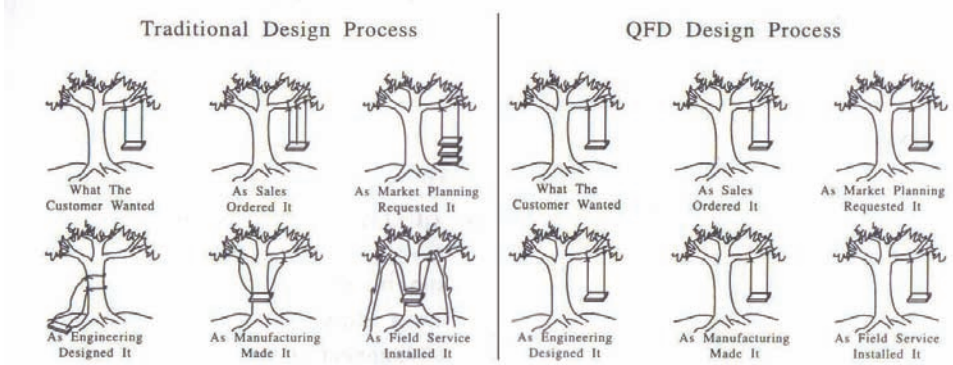 Traditional Design Process
QFD Design Process
What The
Customer Wanted
As Sales
Ordered It
As Market Planning
Requested It
What The
Customer Wanted
As Sales
Ordered It
As Market Planning
Requested It
As Engineering
Designed It
As Manufacturing
Made It
As Field Service
Installed It
As Engineering
Designed It
As Manufacturing
Made It
As Field Service
Installed It